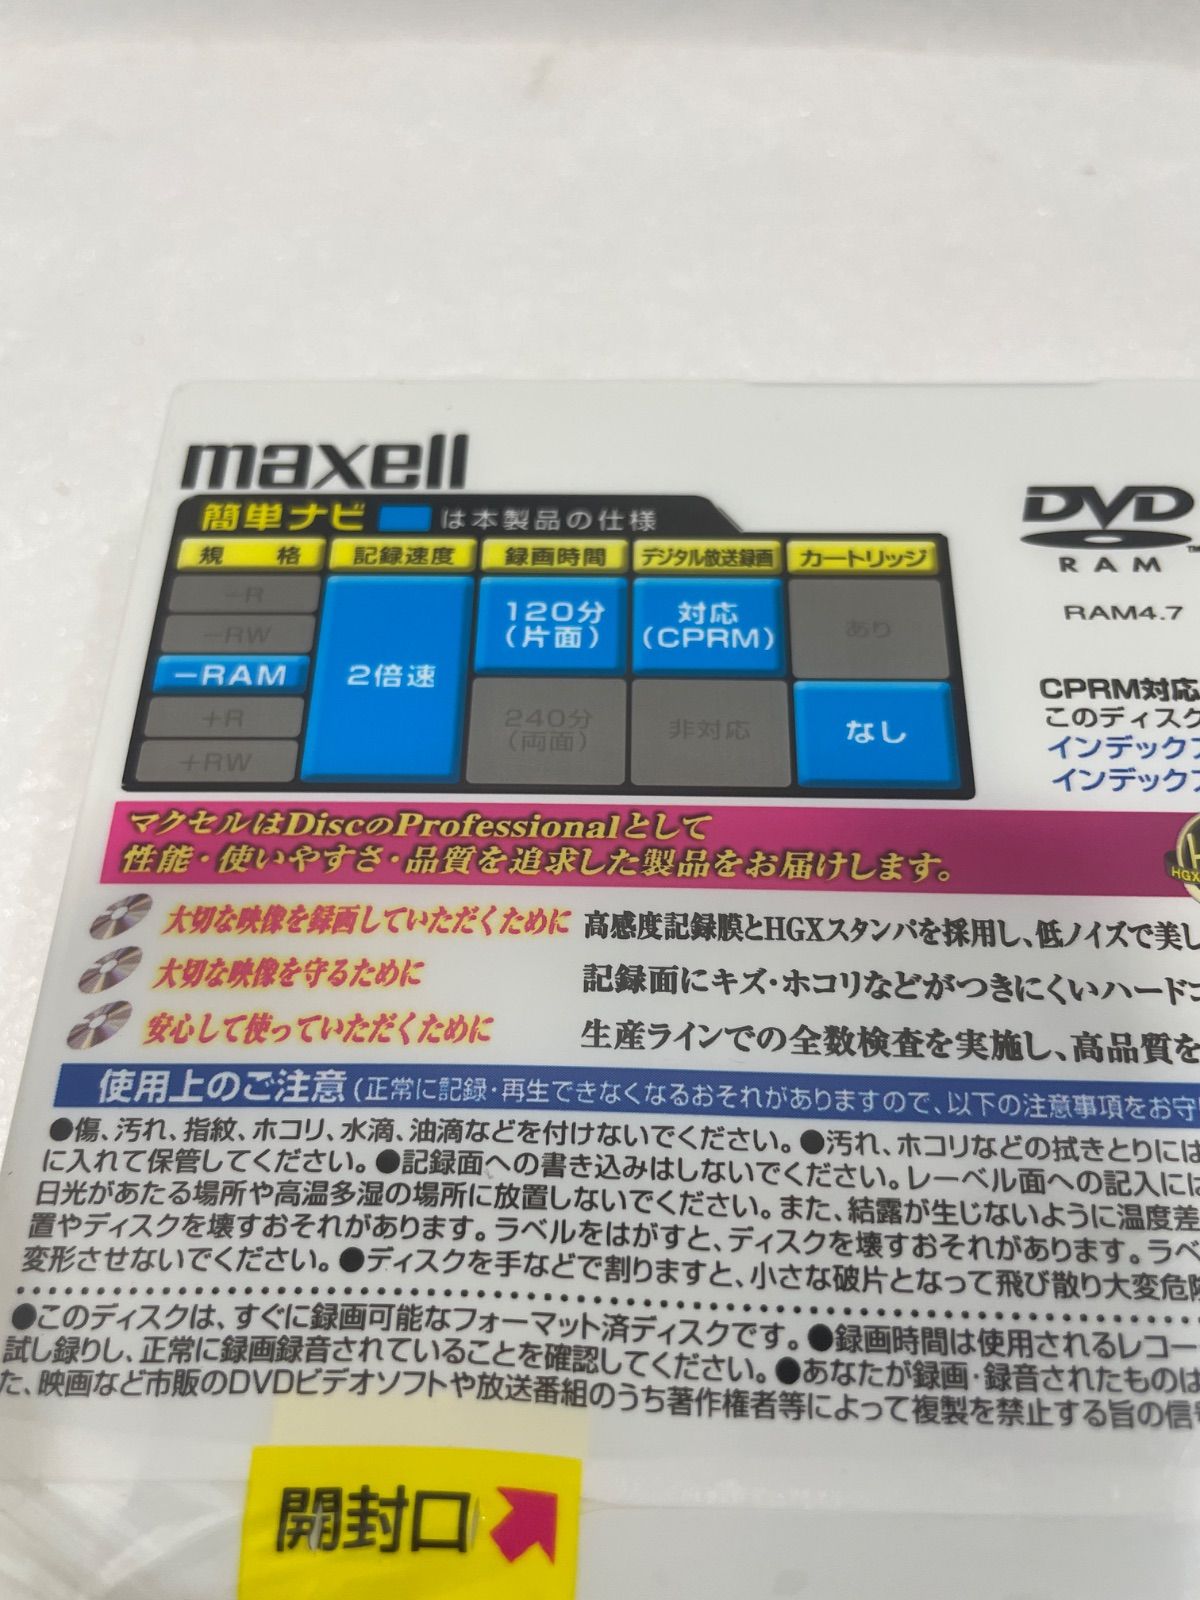 maxell
簡単ナビ は本製品の仕様
規格 記録速度 録画時間 デジタル放送録画 カートリッジ
-R
-RW
-RAM
+R
+RW
2倍速
120分
(片面)
240分
(両面)
対応
(CPRM)
非対応
あり
なし
DVD
RAM
TM
RAM4.7
CPRM対応
このディスク
インデックス
インデックス
マクセルはDiscのProfessionalとして
性能・使いやすさ・品質を追求した製品をお届けします。
HGX
大切な映像を録画していただくために 高感度記録膜とHGXスタンパを採用し、低ノイズで美し
大切な映像を守るために 記録面にキズ・ホコリなどがつきにくいハードコ
安心して使っていただくために 生産ラインでの全数検査を実施し、高品質を
使用上のご注意(正常に記録・再生できなくなるおそれがありますので、以下の注意事項をお守り
●傷、汚れ、指紋、ホコリ、水滴、油滴などを付けないでください。●汚れ、ホコリなどの拭きとりには
に入れて保管してください。●記録面への書き込みはしないでください。レーベル面への記入には
日光があたる場所や高温多湿の場所に放置しないでください。また、結露が生じないように温度差
置やディスクを壊すおそれがあります。ラベルをはがすと、ディスクを壊すおそれがあります。ラベ
変形させないでください。●ディスクを手などで割りますと、小さな破片となって飛び散り大変危険
●このディスクは、すぐに録画可能なフォーマット済ディスクです。●録画時間は使用されるレコー
試し録りし、正常に録画録音されていることを確認してください。●あなたが録画・録音されたものは
た、映画など市販のDVDビデオソフトや放送番組のうち著作権者等によって複製を禁止する旨の信号
開封口